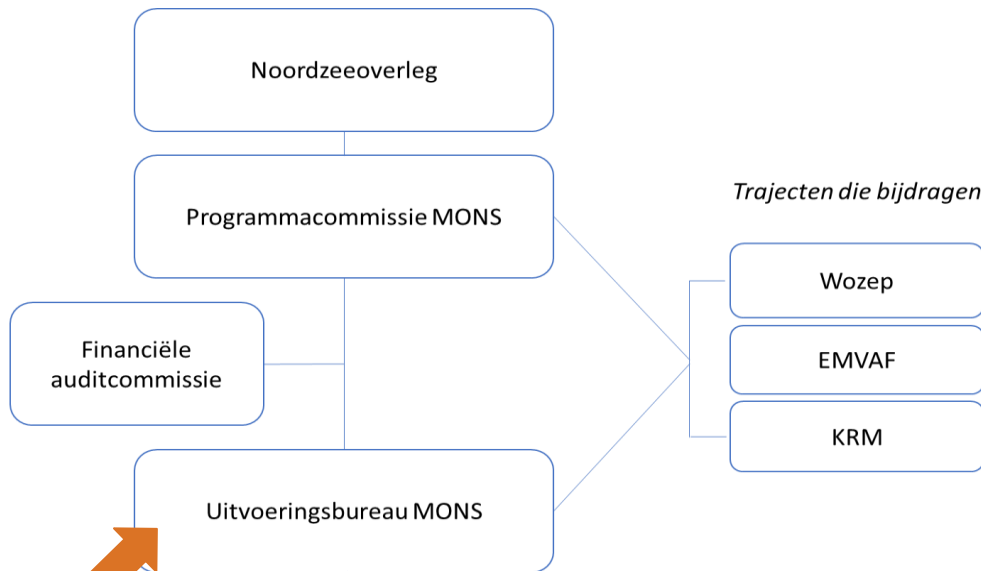 Noordzeeoverleg
Programmacommissie MONS
Trajecten die bijdragen
Wozep
Financiële
auditcommissie
EMVAF
KRM
Uitvoeringsbureau MONS